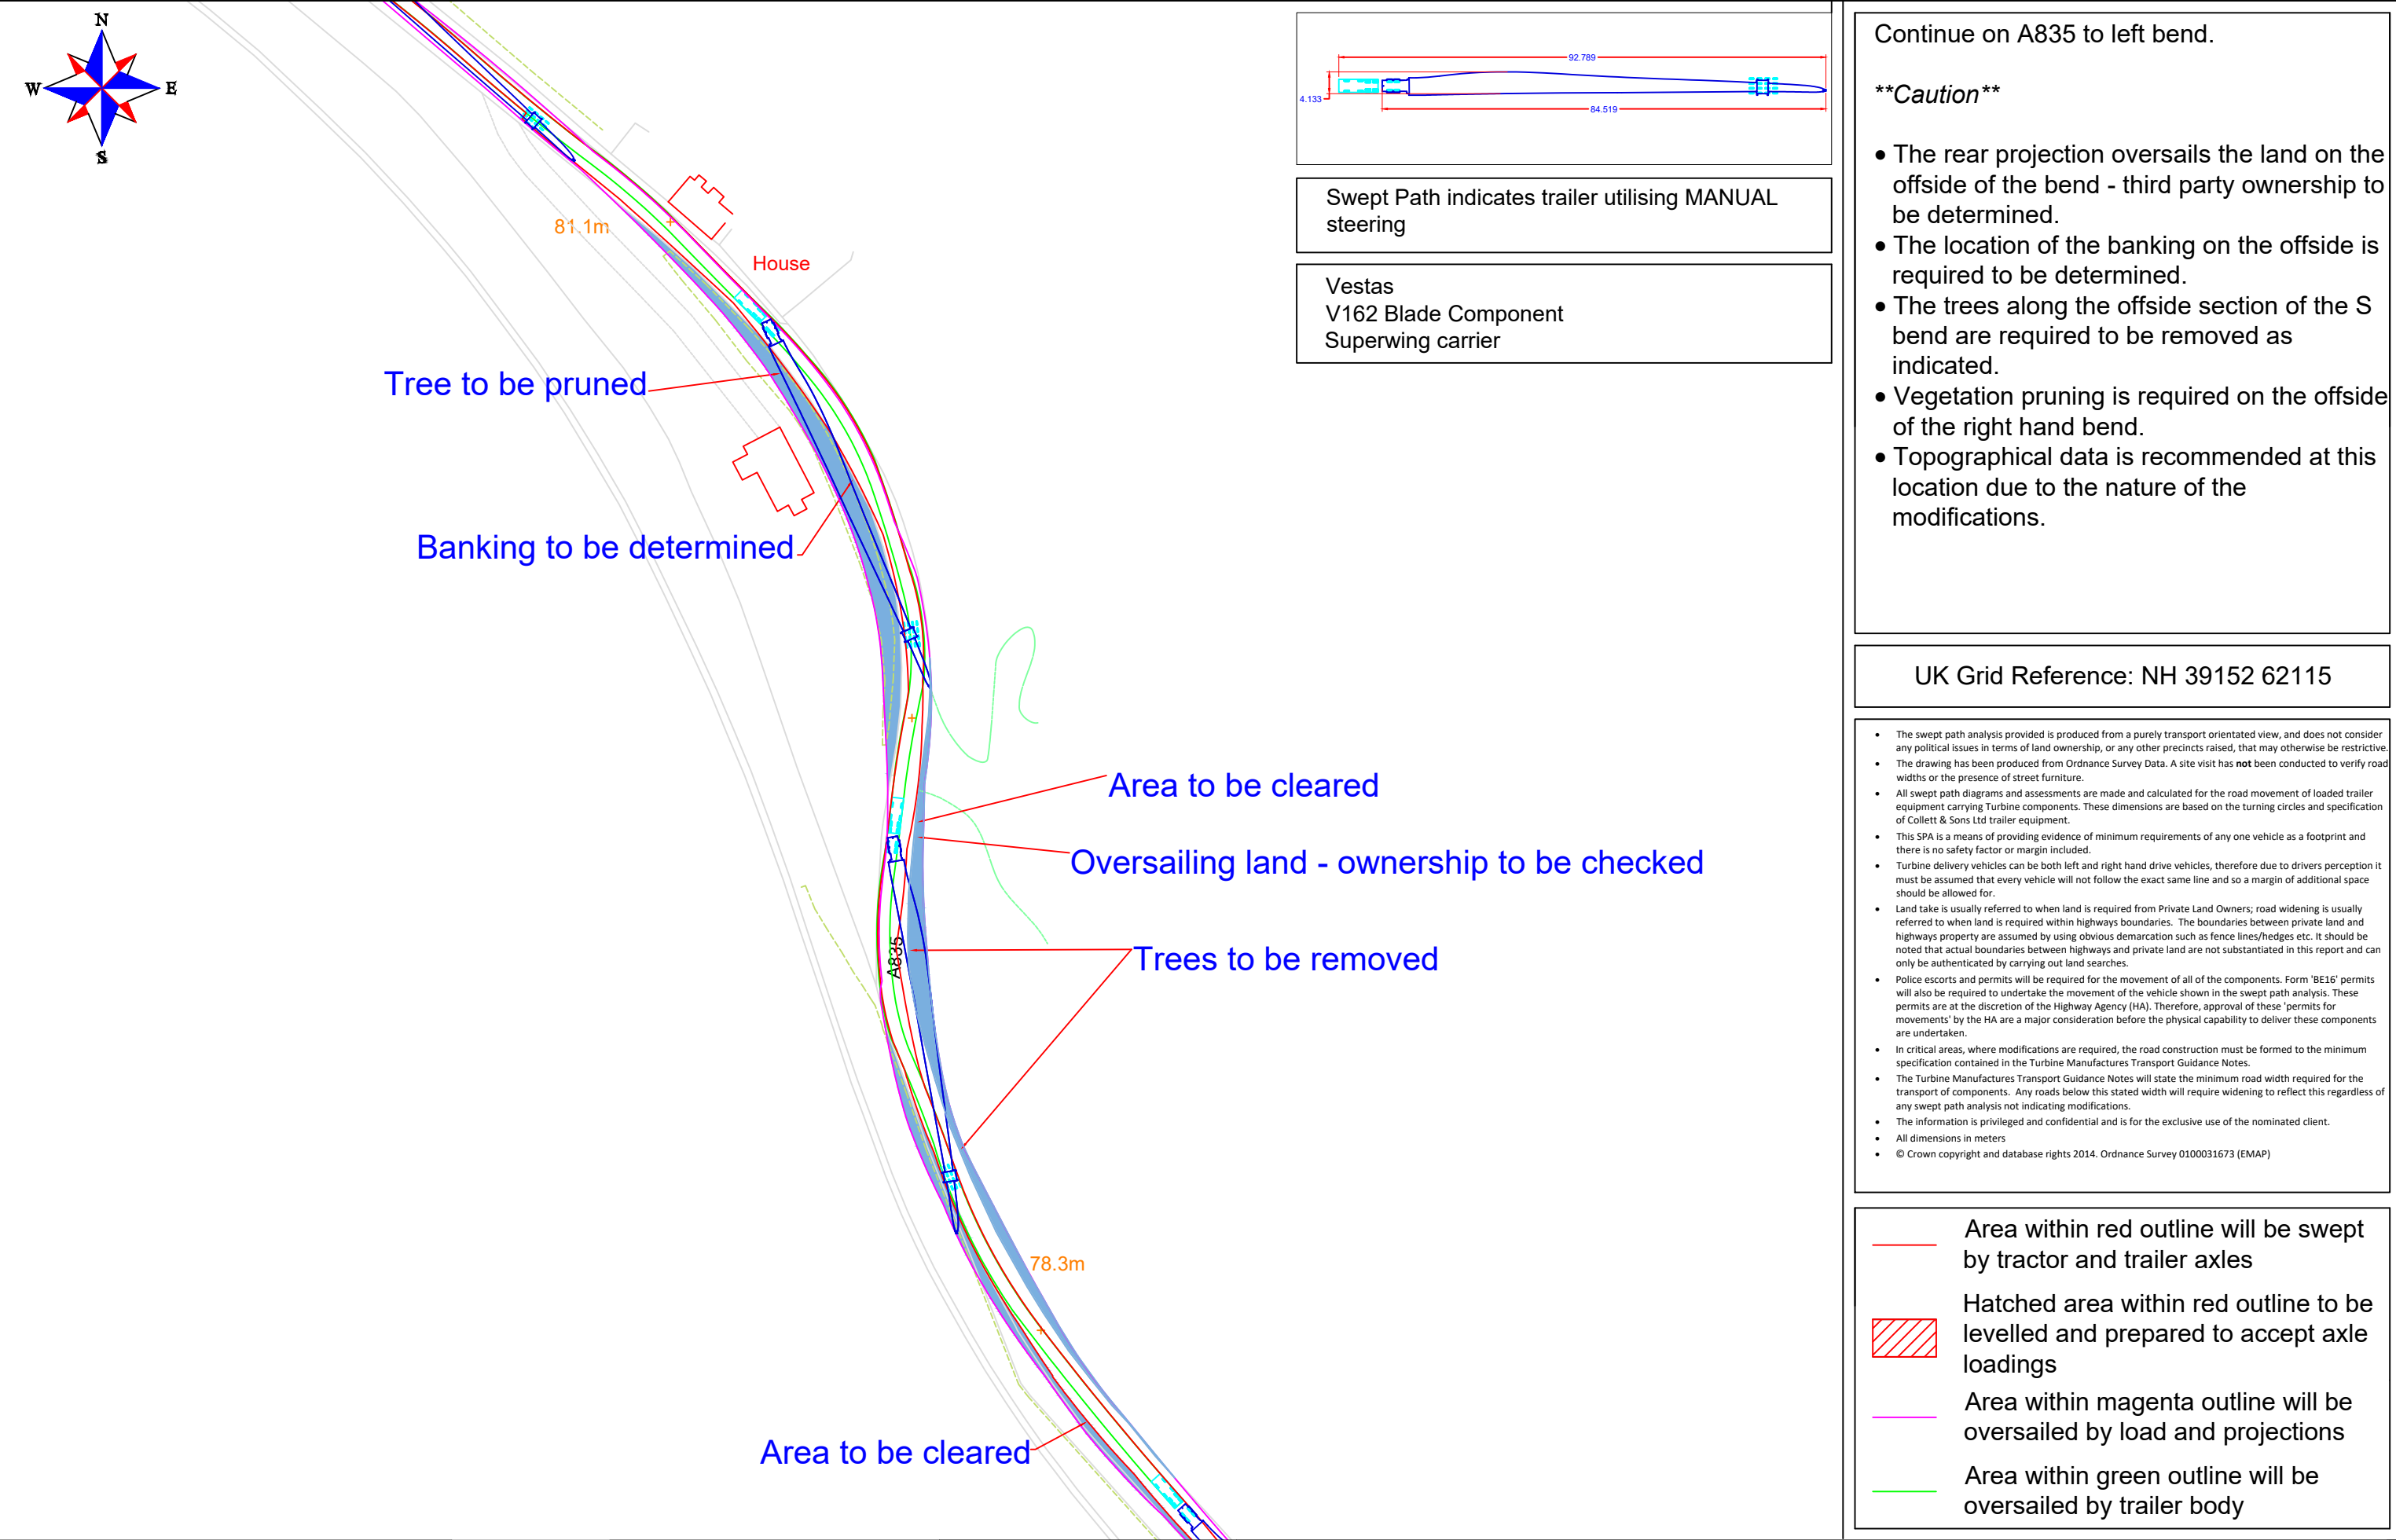 N
W
E
S
81.1m
House
Tree to be pruned
Banking to be determined
Area to be cleared
Oversailing land - ownership to be checked
A835
Trees to be removed
78.3m
Area to be cleared
92.789
4.133
84.519
Swept Path indicates trailer utilising MANUAL
steering
Vestas
V162 Blade Component
Superwing carrier
Continue on A835 to left bend.
**Caution**
• The rear projection oversails the land on the
offside of the bend - third party ownership to
be determined.
• The location of the banking on the offside is
required to be determined.
• The trees along the offside section of the S
bend are required to be removed as
indicated.
• Vegetation pruning is required on the offside
of the right hand bend.
• Topographical data is recommended at this
location due to the nature of the
modifications.
UK Grid Reference: NH 39152 62115
• The swept path analysis provided is produced from a purely transport orientated view, and does not consider
any political issues in terms of land ownership, or any other precincts raised, that may otherwise be restrictive.
• The drawing has been produced from Ordnance Survey Data. A site visit has not been conducted to verify road
widths or the presence of street furniture.
• All swept path diagrams and assessments are made and calculated for the road movement of loaded trailer
equipment carrying Turbine components. These dimensions are based on the turning circles and specification
of Collett & Sons Ltd trailer equipment.
• This SPA is a means of providing evidence of minimum requirements of any one vehicle as a footprint and
there is no safety factor or margin included.
• Turbine delivery vehicles can be both left and right hand drive vehicles, therefore due to drivers perception it
must be assumed that every vehicle will not follow the exact same line and so a margin of additional space
should be allowed for.
• Land take is usually referred to when land is required from Private Land Owners; road widening is usually
referred to when land is required within highways boundaries. The boundaries between private land and
highways property are assumed by using obvious demarcation such as fence lines/hedges etc. It should be
noted that actual boundaries between highways and private land are not substantiated in this report and can
only be authenticated by carrying out land searches.
• Police escorts and permits will be required for the movement of all of the components. Form 'BE16' permits
will also be required to undertake the movement of the vehicle shown in the swept path analysis. These
permits are at the discretion of the Highway Agency (HA). Therefore, approval of these 'permits for
movements' by the HA are a major consideration before the physical capability to deliver these components
are undertaken.
• In critical areas, where modifications are required, the road construction must be formed to the minimum
specification contained in the Turbine Manufactures Transport Guidance Notes.
• The Turbine Manufactures Transport Guidance Notes will state the minimum road width required for the
transport of components. Any roads below this stated width will require widening to reflect this regardless of
any swept path analysis not indicating modifications.
• The information is privileged and confidential and is for the exclusive use of the nominated client.
• All dimensions in meters
• © Crown copyright and database rights 2014. Ordnance Survey 0100031673 (EMAP)
Area within red outline will be swept
by tractor and trailer axles
Hatched area within red outline to be
levelled and prepared to accept axle
loadings
Area within magenta outline will be
oversailed by load and projections
Area within green outline will be
oversailed by trailer body